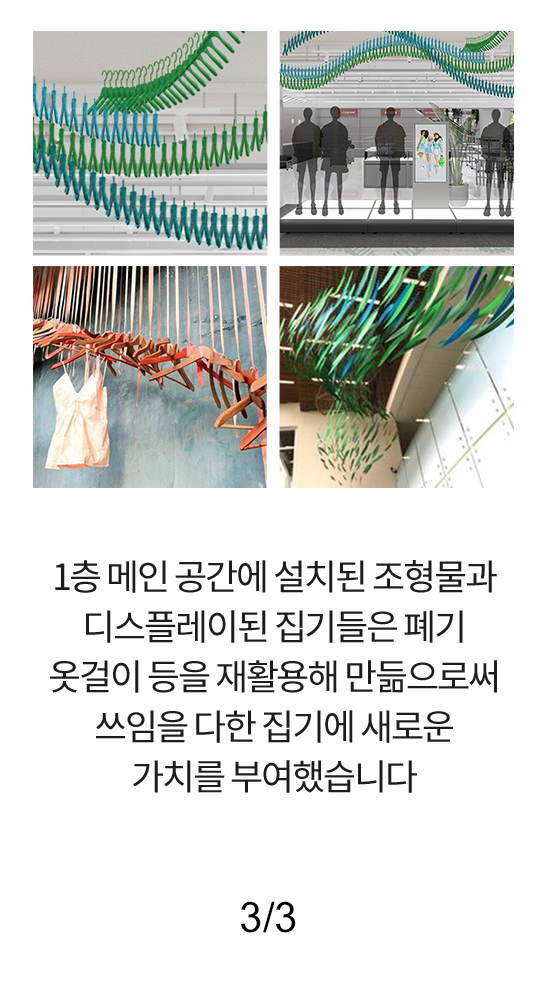 1층 메인 공간에 설치된 조형물과
디스플레이된 집기들은 폐기
옷걸이 등을 재활용해 만듦으로써
쓰임을 다한 집기에 새로운
가치를 부여했습니다
3/3